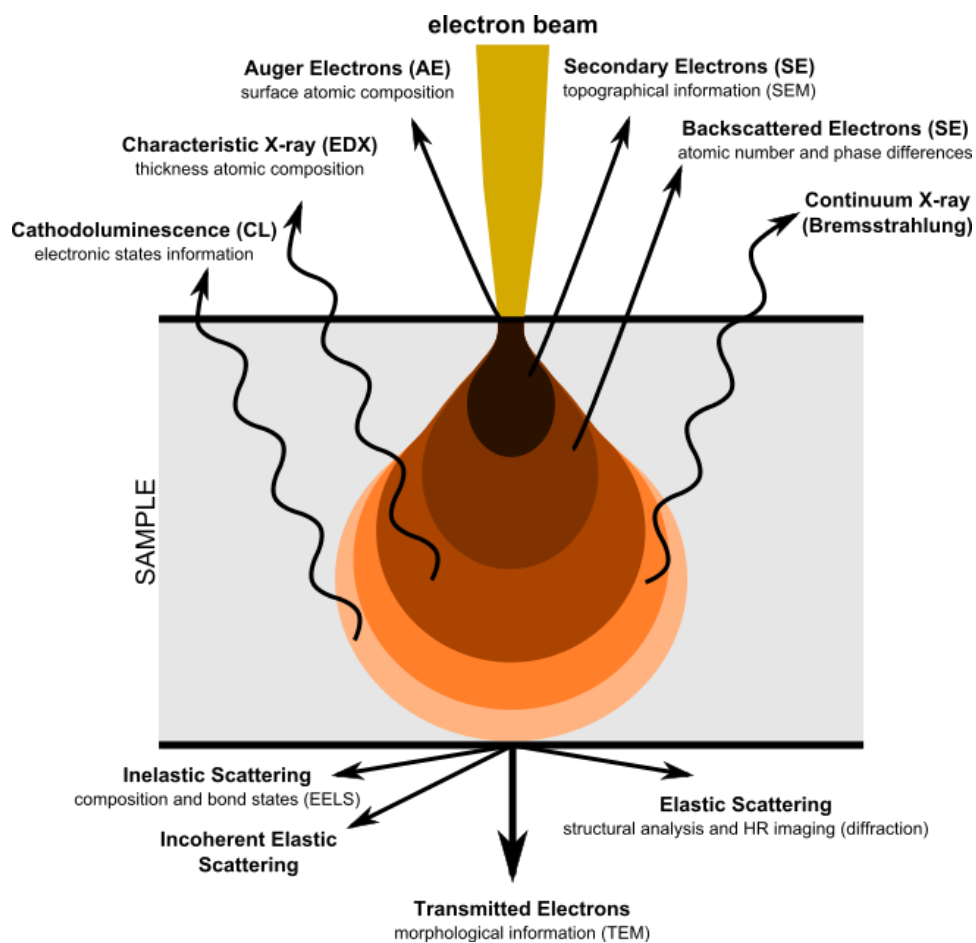 electron beam
Auger Electrons (AE)
surface atomic composition
Secondary Electrons (SE)
topographical information (SEM)
Characteristic X-ray (EDX)
thickness atomic composition
Backscattered Electrons (SE)
atomic number and phase differences
Cathodoluminescence (CL)
electronic states information
Continuum X-ray
(Bremsstrahlung)
SAMPLE
Inelastic Scattering
composition and bond states (EELS)
Incoherent Elastic
Scattering
Elastic Scattering
structural analysis and HR imaging (diffraction)
Transmitted Electrons
morphological information (TEM)